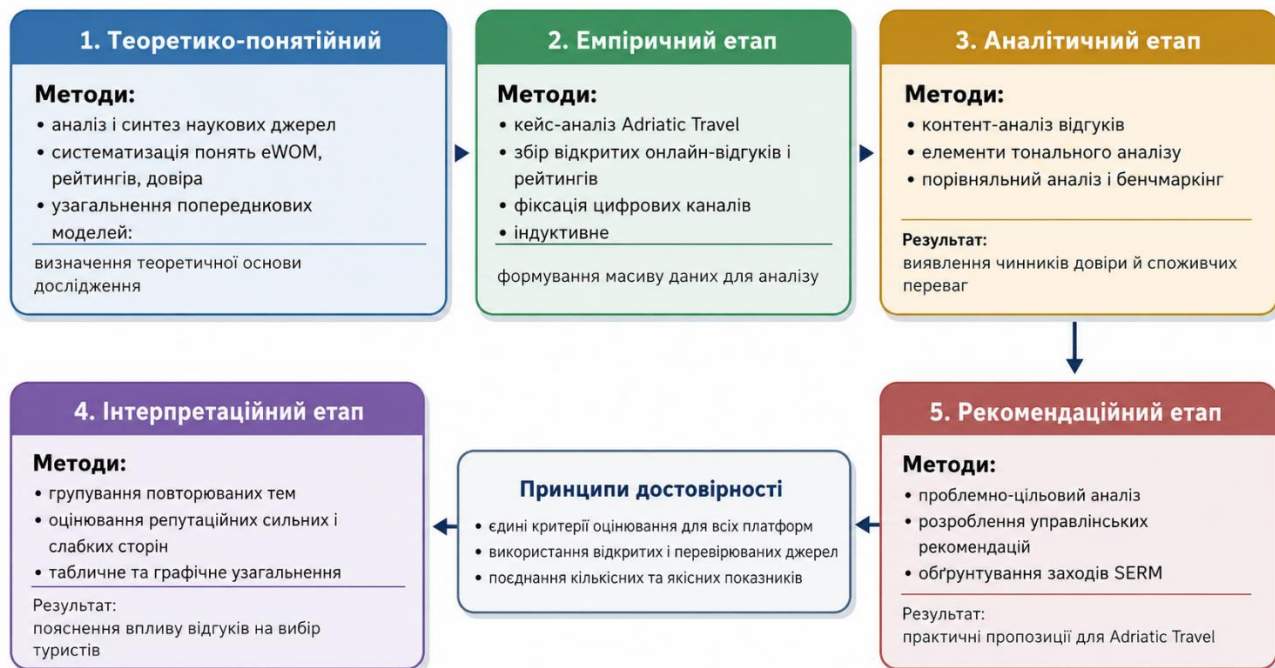 1. Теоретико-понятійний
Методи:
• аналіз і синтез наукових джерел
• систематизація понять eWOM,
рейтингів, довіра
• узагальнення попереднкових
моделей:
визначення теоретичної основи
дослідження
2. Емпіричний етап
Методи:
• кейс-аналіз Adriatic Travel
• збір відкритих онлайн-відгуків і
рейтингів
• фіксація цифрових каналів
• індуктивне
формування масиву даних для аналізу
3. Аналітичний етап
Методи:
• контент-аналіз відгуків
• елементи тонального аналізу
• порівняльний аналіз і бенчмаркінг
Результат:
виявлення чинників довіри й споживчих
переваг
4. Інтерпретаційний етап
Методи:
• групування повторюваних тем
• оцінювання репутаційних сильних і
слабких сторін
• табличне та графічне узагальнення
Результат:
пояснення впливу відгуків на вибір
туристів
Принципи достовірності
• єдині критерії оцінювання для всіх платформ
• використання відкритих і перевірюваних джерел
• поєднання кількісних та якісних показників
5. Рекомендаційний етап
Методи:
• проблемно-цільовий аналіз
• розроблення управлінських
рекомендацій
• обґрунтування заходів SERM
Результат:
практичні пропозиції для Adriatic Travel